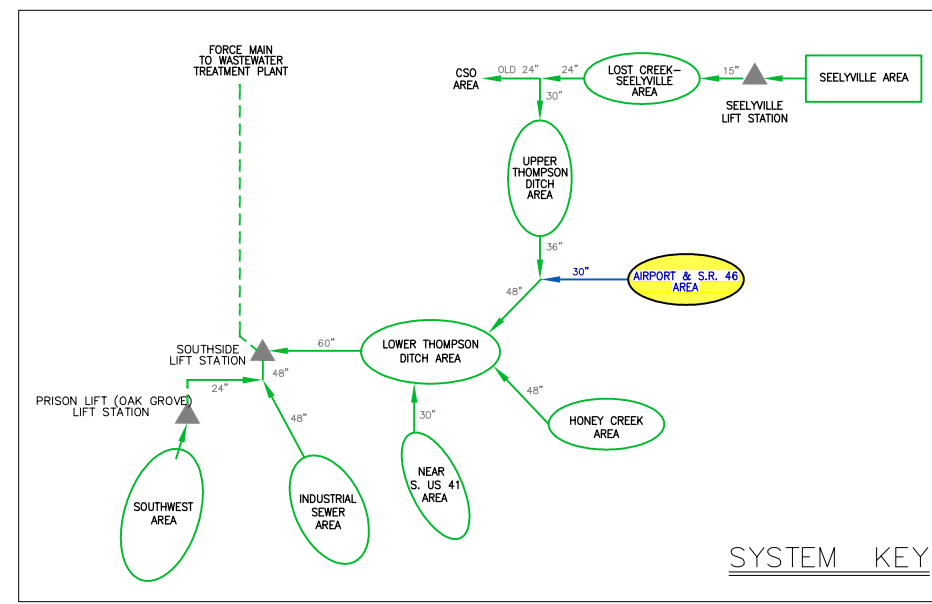 FORCE MAIN
TO WASTEWATER
TREATMENT PLANT
CSO
AREA
OLD 24"
24"
30"
LOST CREEK–
SEELYVILLE
AREA
15"
SEELYVILLE
LIFT STATION
SEELYVILLE AREA
UPPER
THOMPSON
DITCH
AREA
36"
30"
AIRPORT & S.R. 46
AREA
48"
SOUTHSIDE
LIFT STATION
60"
LOWER THOMPSON
DITCH AREA
48"
24"
PRISON LIFT (OAK GROVE)
LIFT STATION
48"
30"
48"
HONEY CREEK
AREA
SOUTHWEST
AREA
INDUSTRIAL
SEWER
AREA
NEAR
S. US 41
AREA
SYSTEM KEY